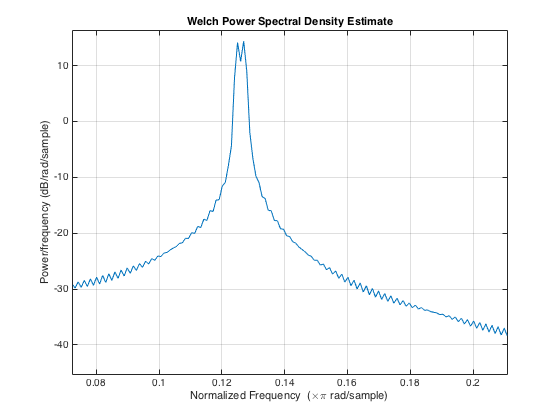 Welch Power Spectral Density Estimate
Power/frequency (dB/rad/sample)
10
0
-10
-20
-30
-40
0.08 0.1 0.12 0.14 0.16 0.18 0.2
Normalized Frequency (×π rad/sample)